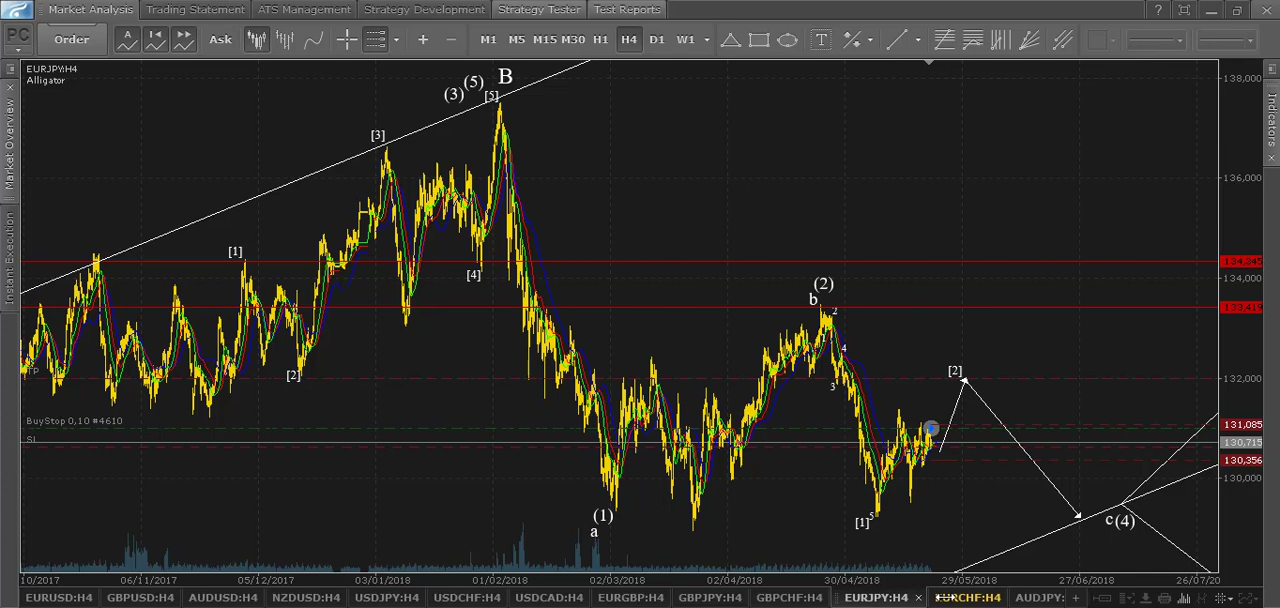 Market Analysis Trading Statement ATS Management Strategy Development Strategy Tester Test Reports ?
PC Order A Ask M1 M5 M15 M30 H1 H4 D1 W1 T
EURJPY:H4
Alligator
Market Overview
Instant Execution
Indicators
138,000
136,000
134,345
134,000
133,419
132,000
131,085
130,715
130,356
130,000
B
(5)
(3)
[5]
[3]
[1]
[4]
[2]
(2)
b
2
1
4
3
[2]
TP
BuyStop 0,10 #4610
SL
(1)
a
[1]
5
c (4)
10/2017 06/11/2017 05/12/2017 03/01/2018 01/02/2018 02/03/2018 02/04/2018 30/04/2018 29/05/2018 27/06/2018 26/07/20
EURUSD:H4 GBPUSD:H4 AUDUSD:H4 NZDUSD:H4 USDJPY:H4 USDCHF:H4 USDCAD:H4 EURGBP:H4 GBPJPY:H4 GBPCHF:H4 EURJPY:H4 EURCHF:H4 AUDJPY: